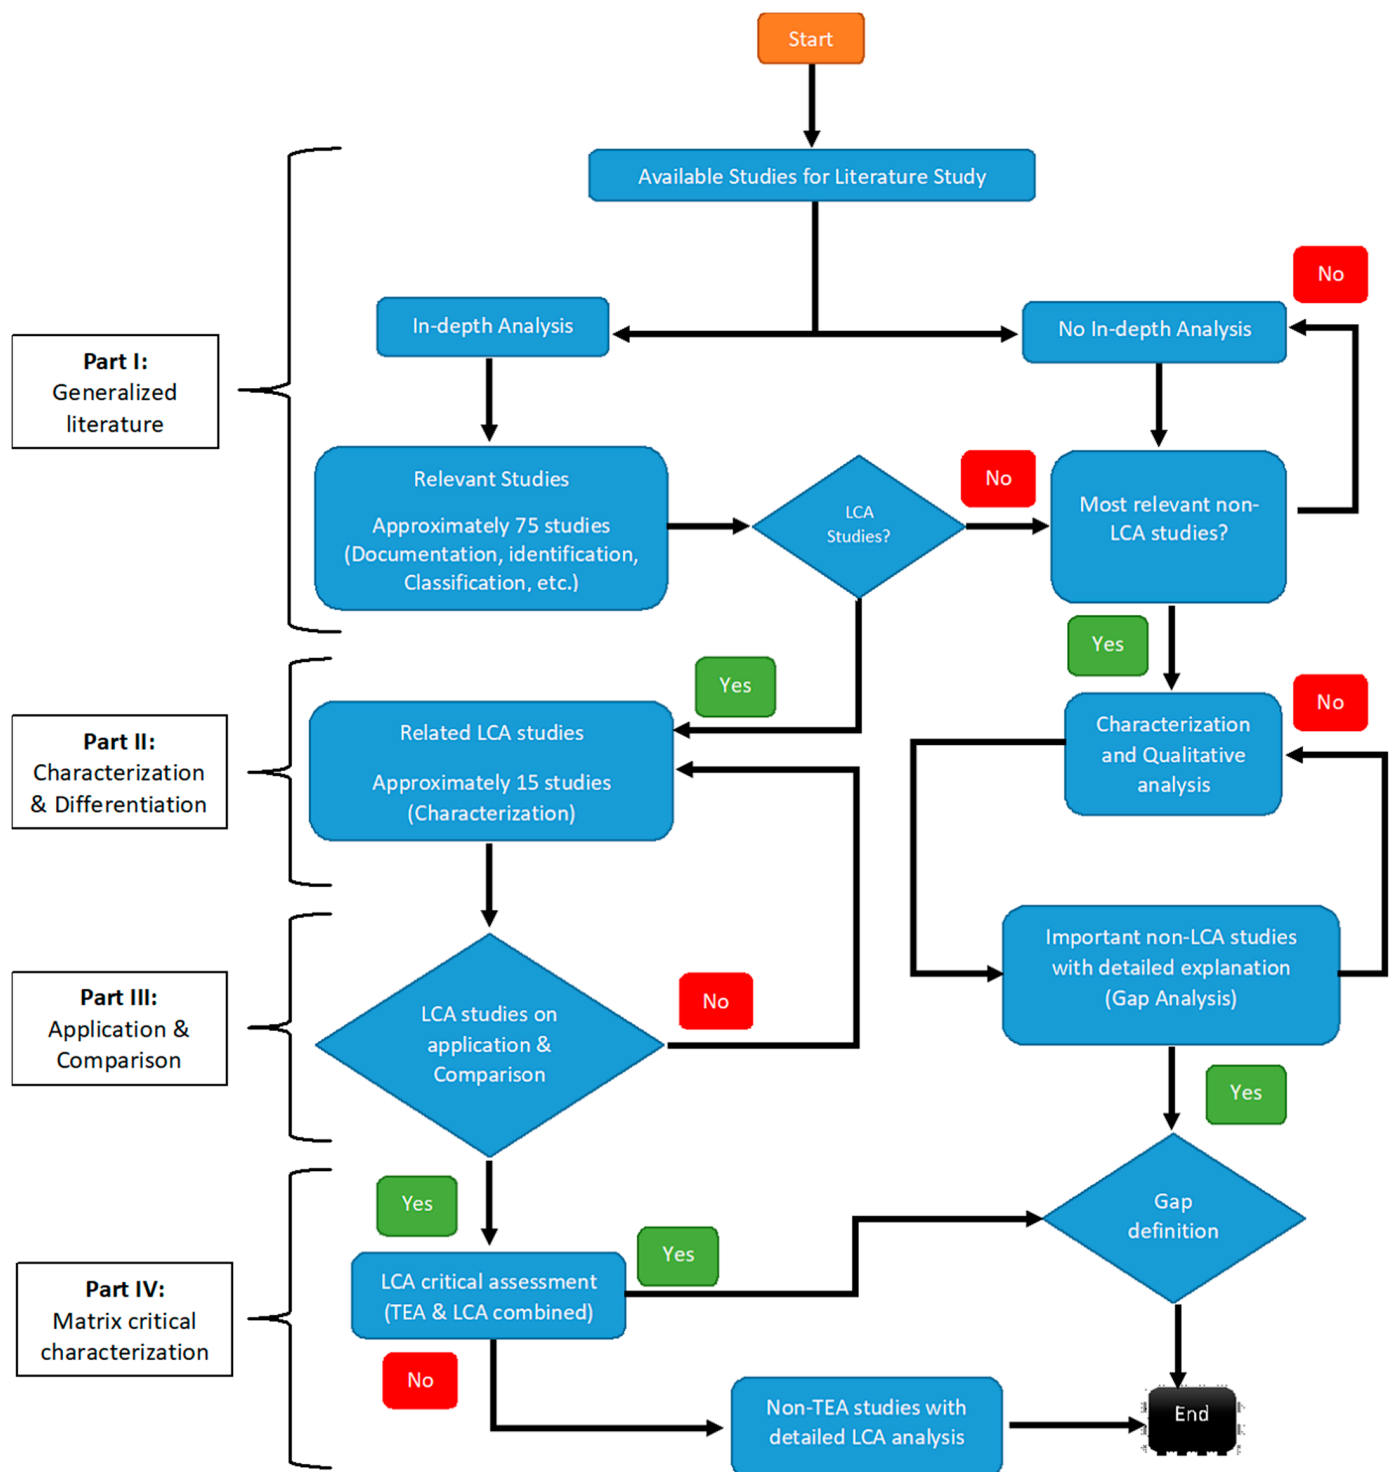 Start
Available Studies for Literature Study
No
In-depth Analysis
No In-depth Analysis
Part I:
Generalized
literature
Relevant Studies
Approximately 75 studies
(Documentation, identification,
Classification, etc.)
LCA
Studies?
No
Most relevant non-
LCA studies?
Yes
Yes
No
Part II:
Characterization
& Differentiation
Related LCA studies
Approximately 15 studies
(Characterization)
Characterization
and Qualitative
analysis
Part III:
Application &
Comparison
LCA studies on
application &
Comparison
No
Important non-LCA studies
with detailed explanation
(Gap Analysis)
Yes
Yes
Yes
Gap
definition
Part IV:
Matrix critical
characterization
LCA critical assessment
(TEA & LCA combined)
No
Non-TEA studies with
detailed LCA analysis
End